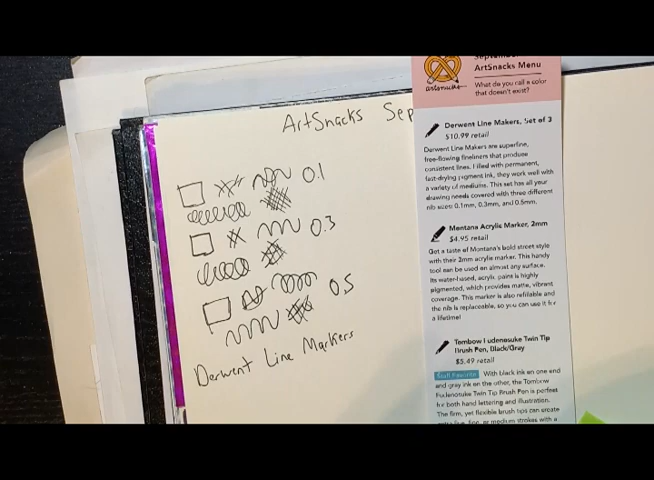 ArtSnacks Sep
0.1
0.3
0.5
Derwent Line Markers
artsnacks
September
ArtSnacks Menu
What do you call a color
that doesn't exist?
Derwent Line Makers, Set of 3
$10.99 retail
Derwent Line Makers are superfine,
free-flowing fineliners that produce
consistent lines. Filled with permanent,
fast-drying pigment ink, they work well with
a variety of mediums. This set has all your
drawing needs covered with three different
nib sizes: 0.1mm, 0.3mm, and 0.5mm.
Montana Acrylic Marker, 2mm
$4.95 retail
Get a taste of Montana's bold street style
with their 2mm acrylic marker. This handy
tool can be used on almost any surface.
Its water-based, acrylic paint is highly
pigmented, which provides matte, vibrant
coverage. This marker is also refillable and
the nib is replaceable, so you can use it for
a lifetime!
Tombow Fudenosuke Twin Tip
Brush Pen, Black/Gray
$5.49 retail
Staff Favorite With black ink on one end
and gray ink on the other, the Tombow
Fudenosuke Twin Tip Brush Pen is perfect
for both hand lettering and illustration.
The firm, yet flexible brush tips can create
extra fine, fine, or medium strokes with a